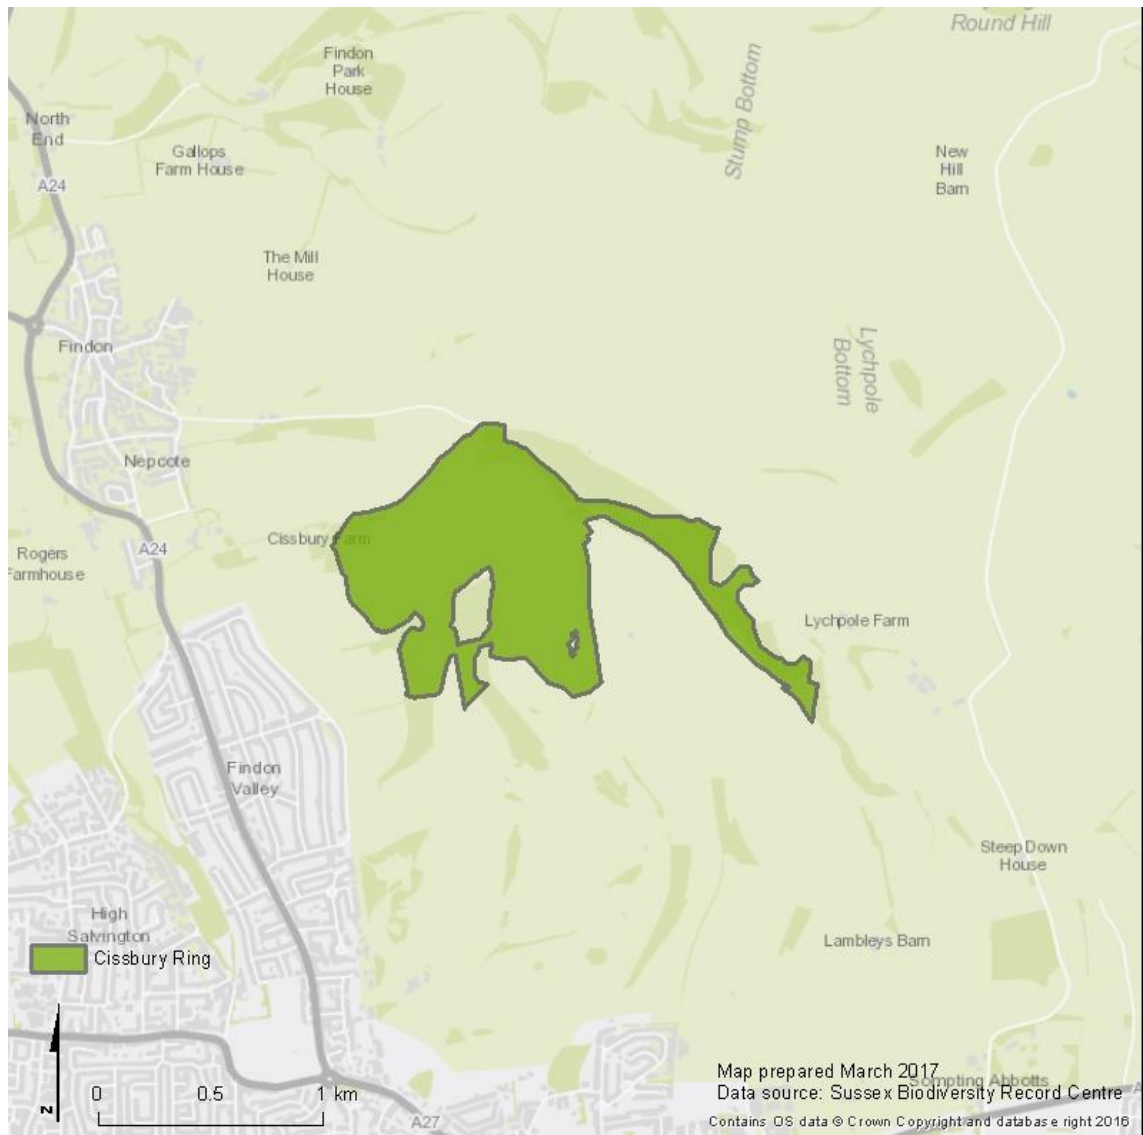 Round Hill
Findon
Park
House
Stump Bottom
North
End
Gallops
Farm House
New
Hill
Barn
A24
The Mill
House
Findon
Lychpole
Bottom
Nepcote
Cissbury Farm
A24
Rogers
Farmhouse
Lychpole Farm
Findon
Valley
Steep Down
House
High
Salvington
Lambleys Barn
Cissbury Ring
N
0 0.5 1 km
A27
Map prepared March 2017
Sompting Abbotts
Data source: Sussex Biodiversity Record Centre
Contains OS data © Crown Copyright and database right 2016